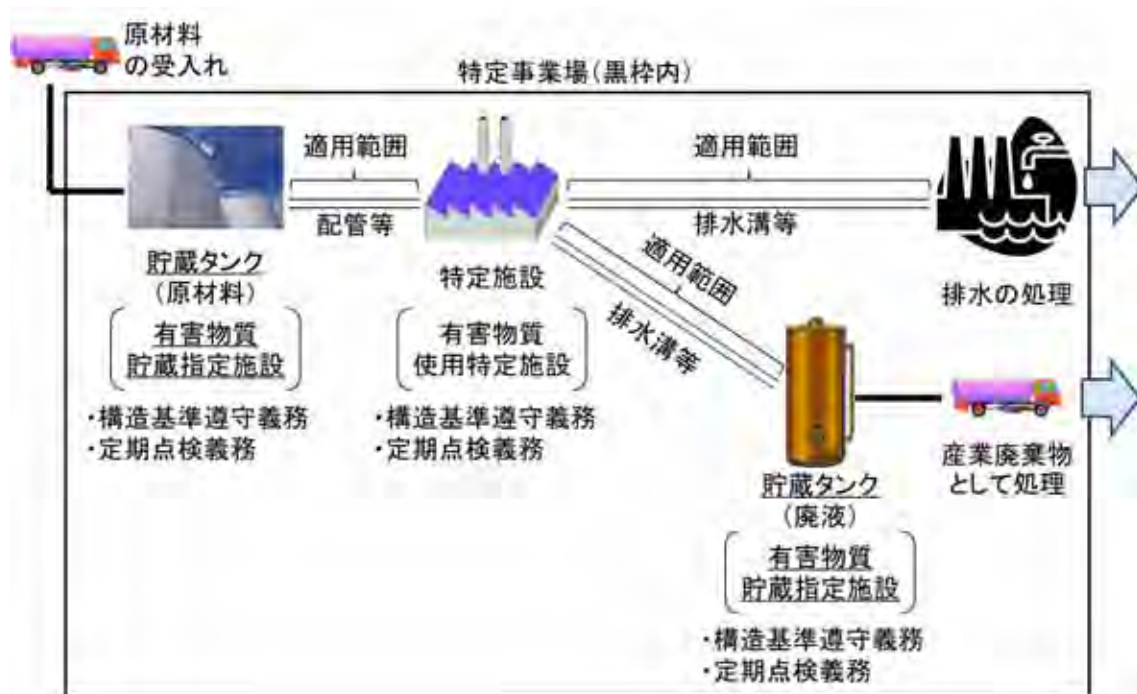 原材料
の受入れ
特定事業場(黒枠内)
適用範囲
配管等
適用範囲
排水溝等
適用範囲
排水溝等
貯蔵タンク
(原材料)
有害物質
貯蔵指定施設
・構造基準遵守義務
・定期点検義務
特定施設
有害物質
使用特定施設
・構造基準遵守義務
・定期点検義務
排水の処理
貯蔵タンク
(廃液)
有害物質
貯蔵指定施設
・構造基準遵守義務
・定期点検義務
産業廃棄物
として処理